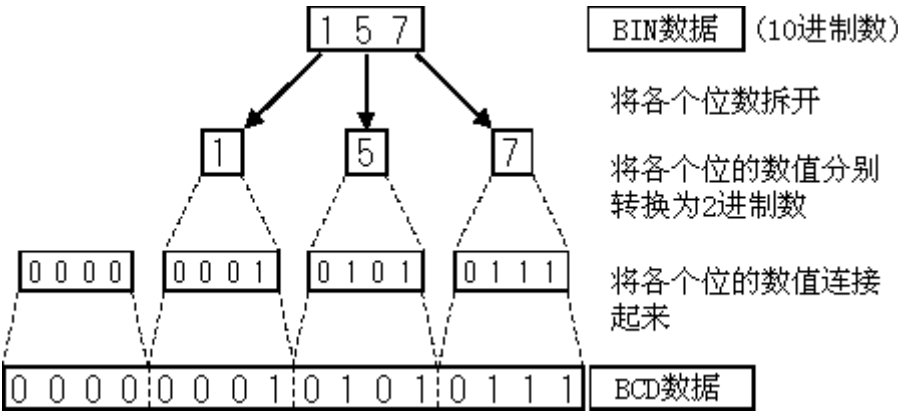 1 5 7 BIN数据 (10进制数)
将各个位数拆开
1 5 7
将各个位的数值分别
转换为2进制数
0 0 0 0 0 0 0 1 0 1 0 1 0 1 1 1
将各个位的数值连接
起来
0 0 0 0 0 0 0 1 0 1 0 1 0 1 1 1 BCD数据